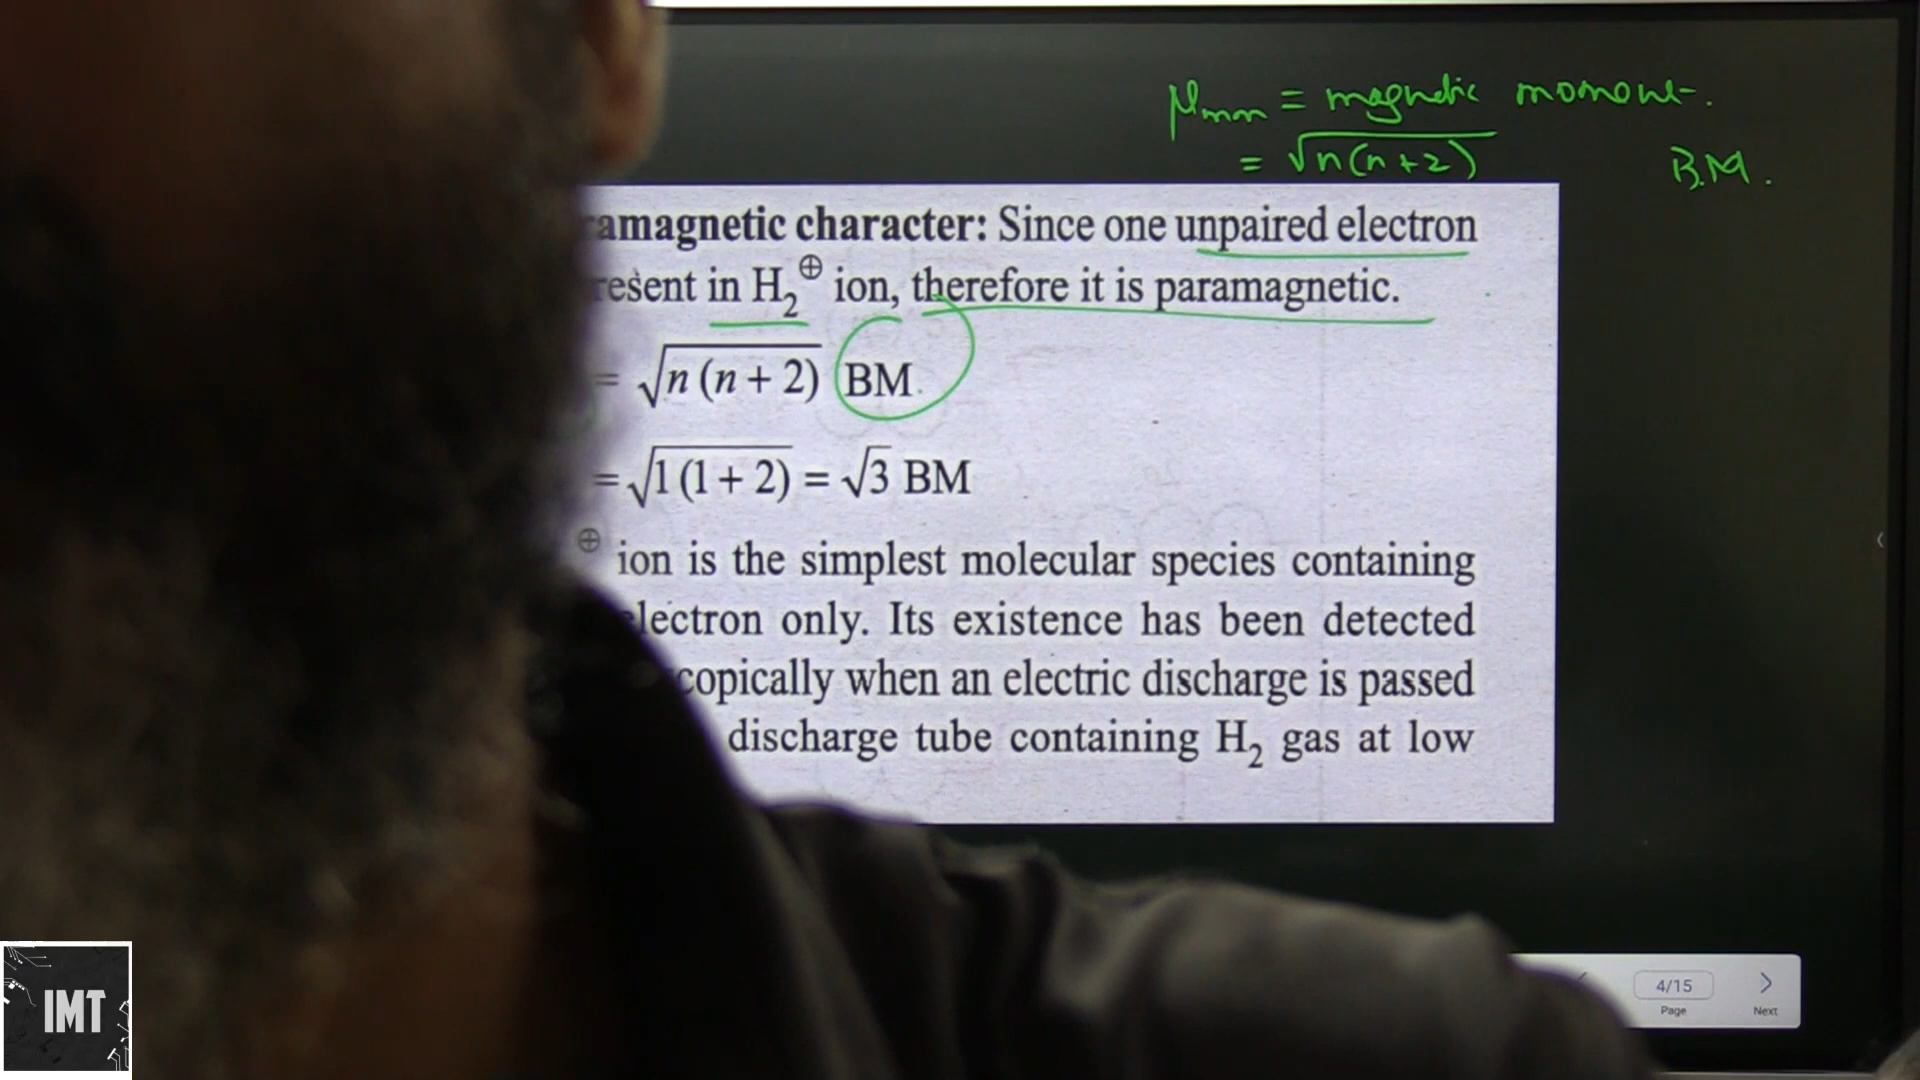 μmm = magnetic moment.
= √n(n+2) B.M.
amagnetic character: Since one unpaired electron
resent in H₂⊕ ion, therefore it is paramagnetic.
= √n (n + 2) BM.
= √1 (1 + 2) = √3 BM
⊕ ion is the simplest molecular species containing
lectron only. Its existence has been detected
copically when an electric discharge is passed
discharge tube containing H₂ gas at low
4/15
Page
Next
IMT